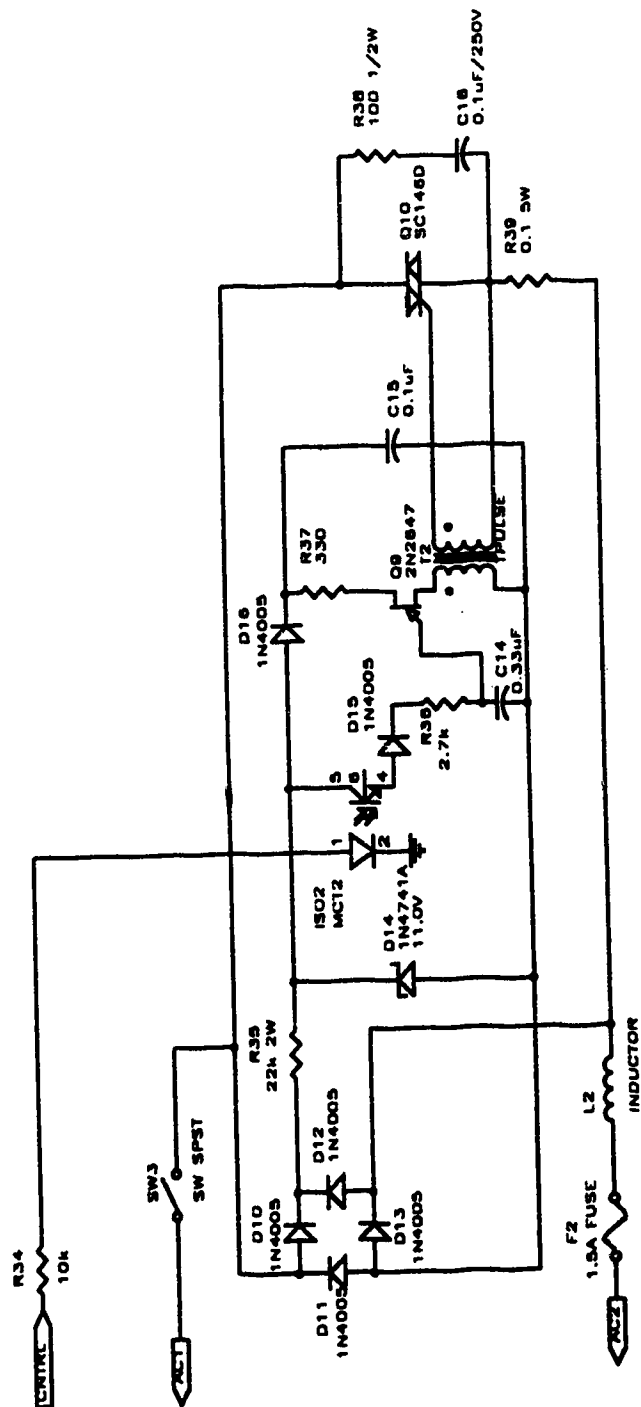 CNTRL
R34
10k
AC1
SW3
SW SPST
D10
1N4005
D11
1N4005
D12
1N4005
D13
1N4005
R35
22k 2W
D14
1N4741A
11.0V
ISO2
MCT2
1
2
5
6
4
D15
1N4005
R36
2.7k
C14
0.33uF
D16
1N4005
R37
330
Q9
2N2647
T2
TPULSE
C15
0.1uF
Q10
SC146D
R38
100 1/2W
C16
0.1uF/250V
R39
0.1 5W
L2
INDUCTOR
F2
1.5A FUSE
AC2